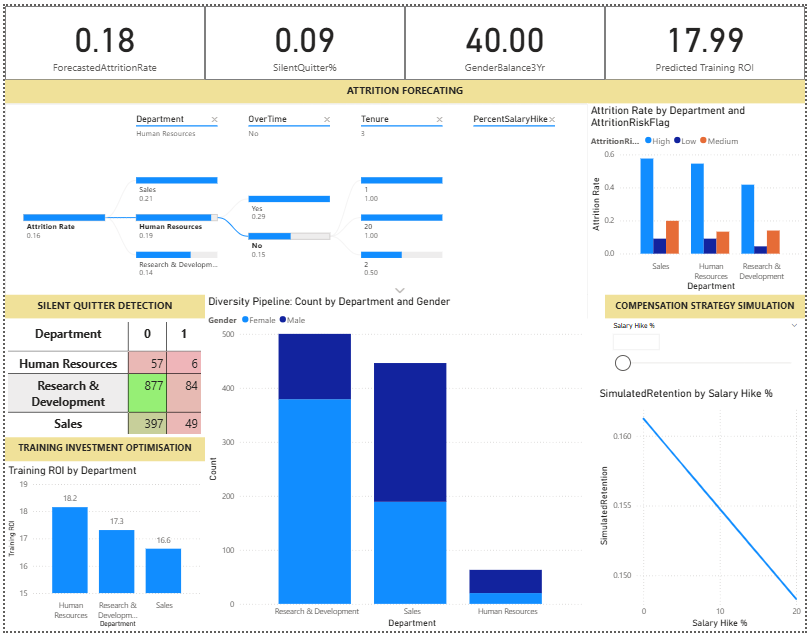 0.18
ForecastedAttritionRate
0.09
SilentQuitter%
40.00
GenderBalance3Yr
17.99
Predicted Training ROI
ATTRITION FORECATING
Department
Human Resources
OverTime
No
Tenure
3
PercentSalaryHike
Attrition Rate
0.16
Sales
0.21
Human Resources
0.19
Research & Developm...
0.14
Yes
0.29
No
0.15
1
1.00
20
1.00
2
0.50
Attrition Rate by Department and
AttritionRiskFlag
AttritionRi... High Low Medium
Attrition Rate
0.6
0.4
0.2
0.0
Sales
Human
Resources
Research &
Development
Department
SILENT QUITTER DETECTION
Department 0 1
Human Resources 57 6
Research &
Development 877 84
Sales 397 49
TRAINING INVESTMENT OPTIMISATION
Training ROI by Department
Training ROI
19
18
17
16
15
18.2
17.3
16.6
Human
Resources
Research &
Developm...
Sales
Department
Diversity Pipeline: Count by Department and Gender
Gender Female Male
Count
500
400
300
200
100
0
Research & Development
Sales
Human Resources
Department
COMPENSATION STRATEGY SIMULATION
Salary Hike %
SimulatedRetention by Salary Hike %
SimulatedRetention
0.160
0.155
0.150
0
10
20
Salary Hike %